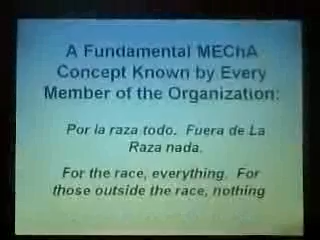 A Fundamental MEChA
Concept Known by Every
Member of the Organization:
Por la raza todo. Fuera de La
Raza nada.
For the race, everything. For
those outside the race, nothing